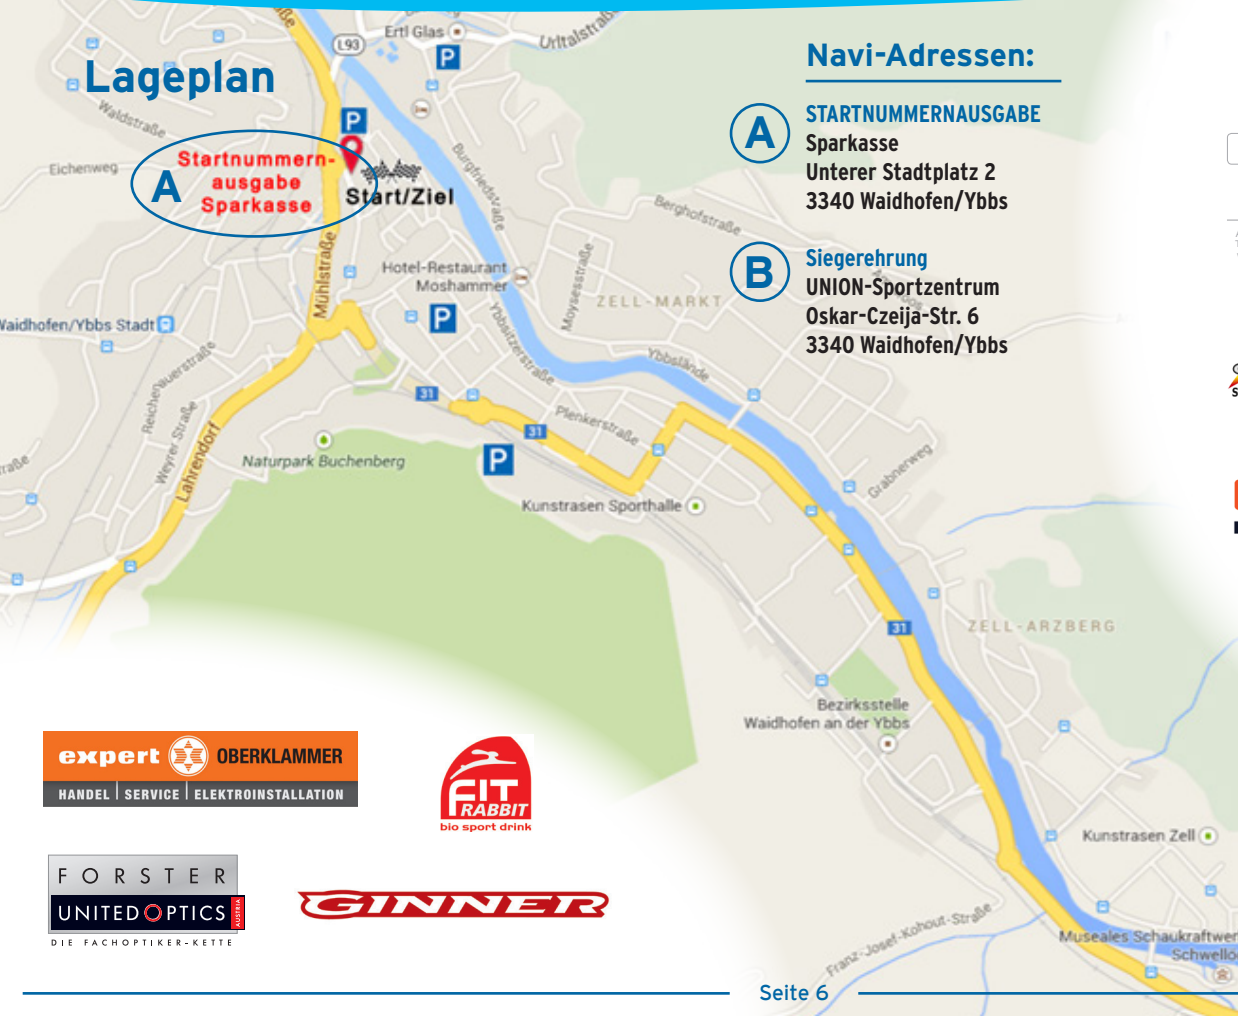 Lageplan
Navi-Adressen:
A
STARTNUMMERNAUSGABE
Sparkasse
Unterer Stadtplatz 2
3340 Waidhofen/Ybbs
B
Siegerehrung
UNION-Sportzentrum
Oskar-Czeija-Str. 6
3340 Waidhofen/Ybbs
Ertl Glas
L93
P
P
Waldstraße
Eichenweg
A
Startnummern-
ausgabe
Sparkasse
Start/Ziel
Burgfriedstraße
Berghofstraße
Mühlstraße
Hotel-Restaurant
Moshammer
P
Moysesstraße
ZELL-MARKT
Waidhofen/Ybbs Stadt
Ybbsitzerstraße
Ybbslände
Reichenauerstraße
Weyrer Straße
Lahrendorf
31
31
Plenkerstraße
Naturpark Buchenberg
P
Grabnerweg
Kunstrasen Sporthalle
31
ZELL-ARZBERG
Bezirksstelle
Waidhofen an der Ybbs
Kunstrasen Zell
Franz-Josef-Kohout-Straße
Museales Schaukraftwer
expert OBERKLAMMER
HANDEL | SERVICE | ELEKTROINSTALLATION
FIT
RABBIT
bio sport drink
FORSTER
UNITED OPTICS
AUSTRIA
DIE FACHOPTIKER-KETTE
GINNER
Seite 6